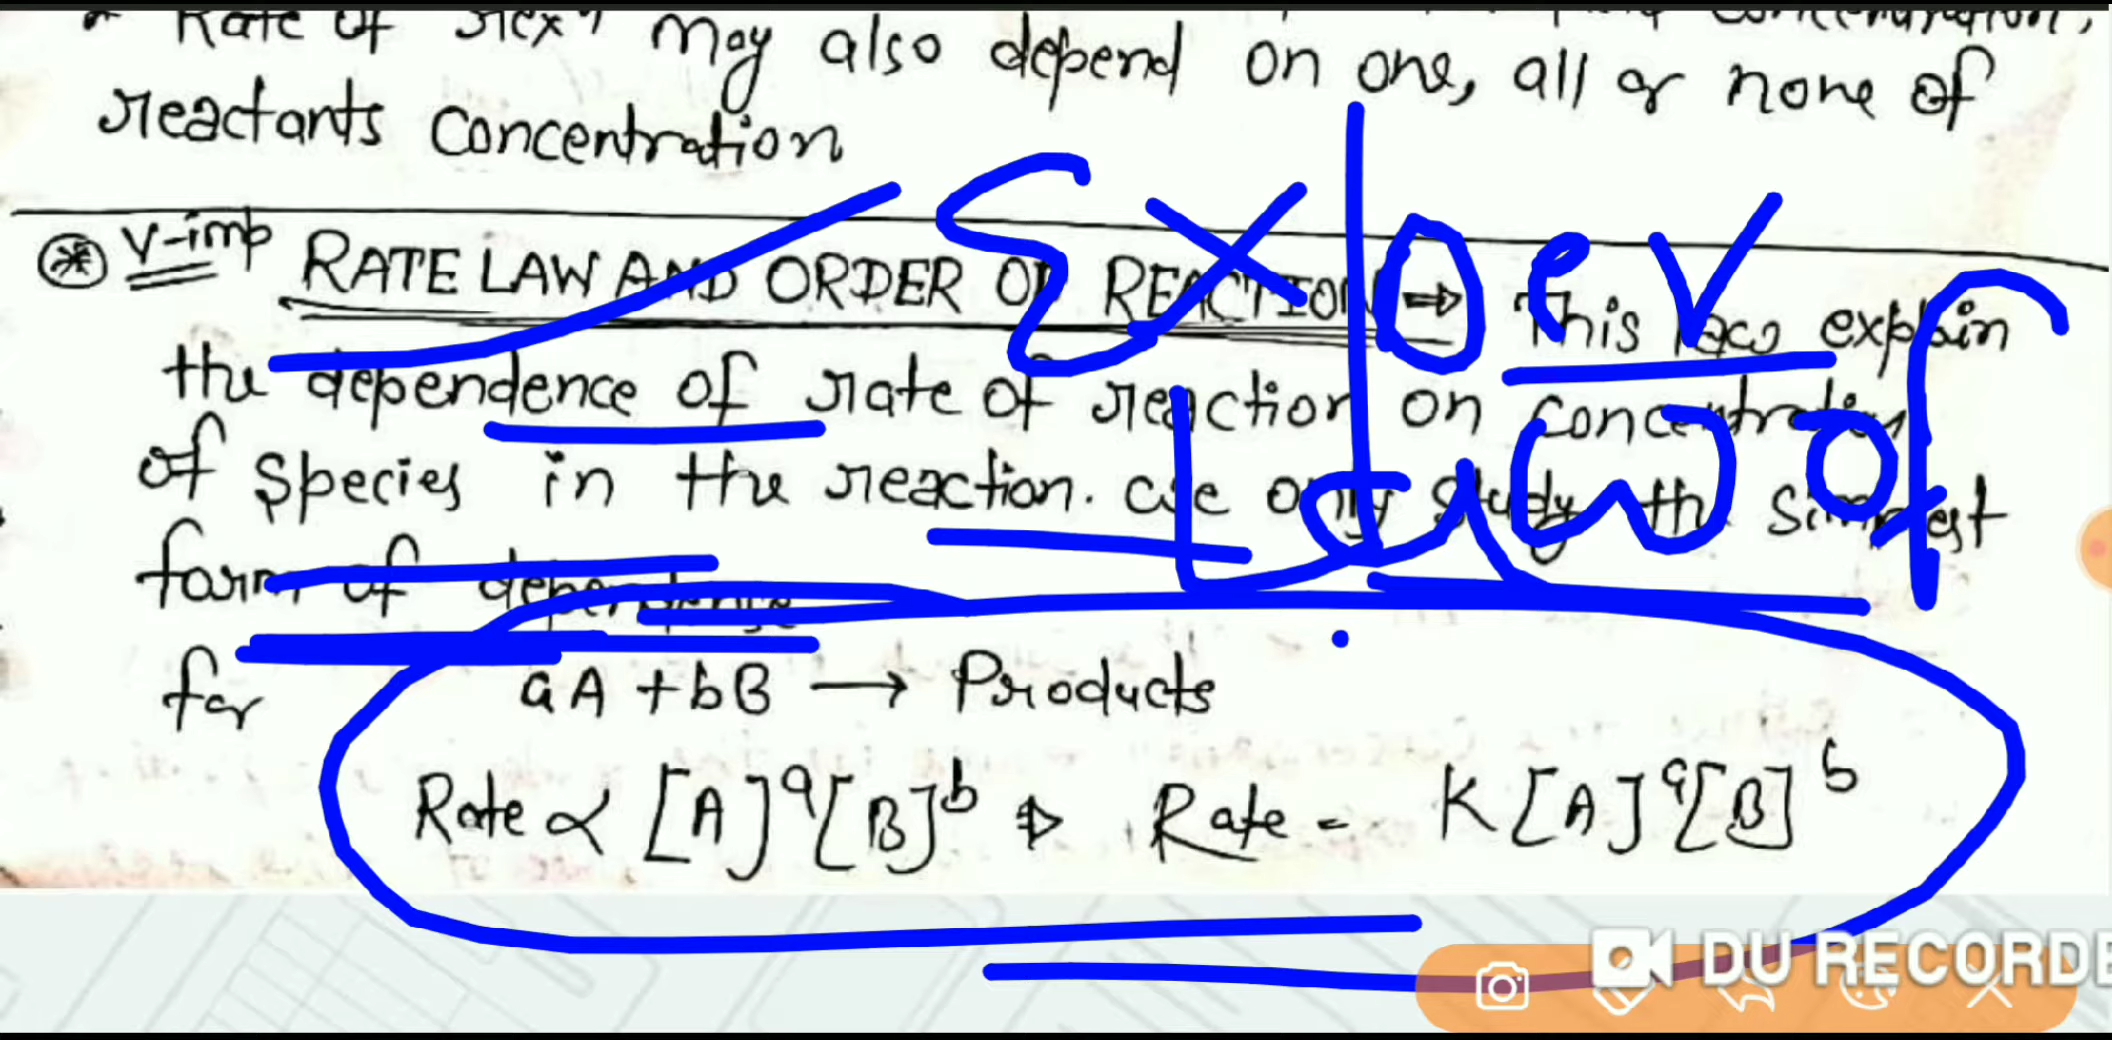 Rate of rex^n may also depend on one, all or none of
reactants concentration
V-imp RATE LAW AND ORDER OF REACTION ⇒ This law explain
the dependence of rate of reaction on concentration
of species in the reaction. We only study the simplest
form of dependence
for aA + bB → Products
Rate ∝ [A]^a [B]^b ⇒ Rate = K[A]^a [B]^b
Law of
DU RECORDE